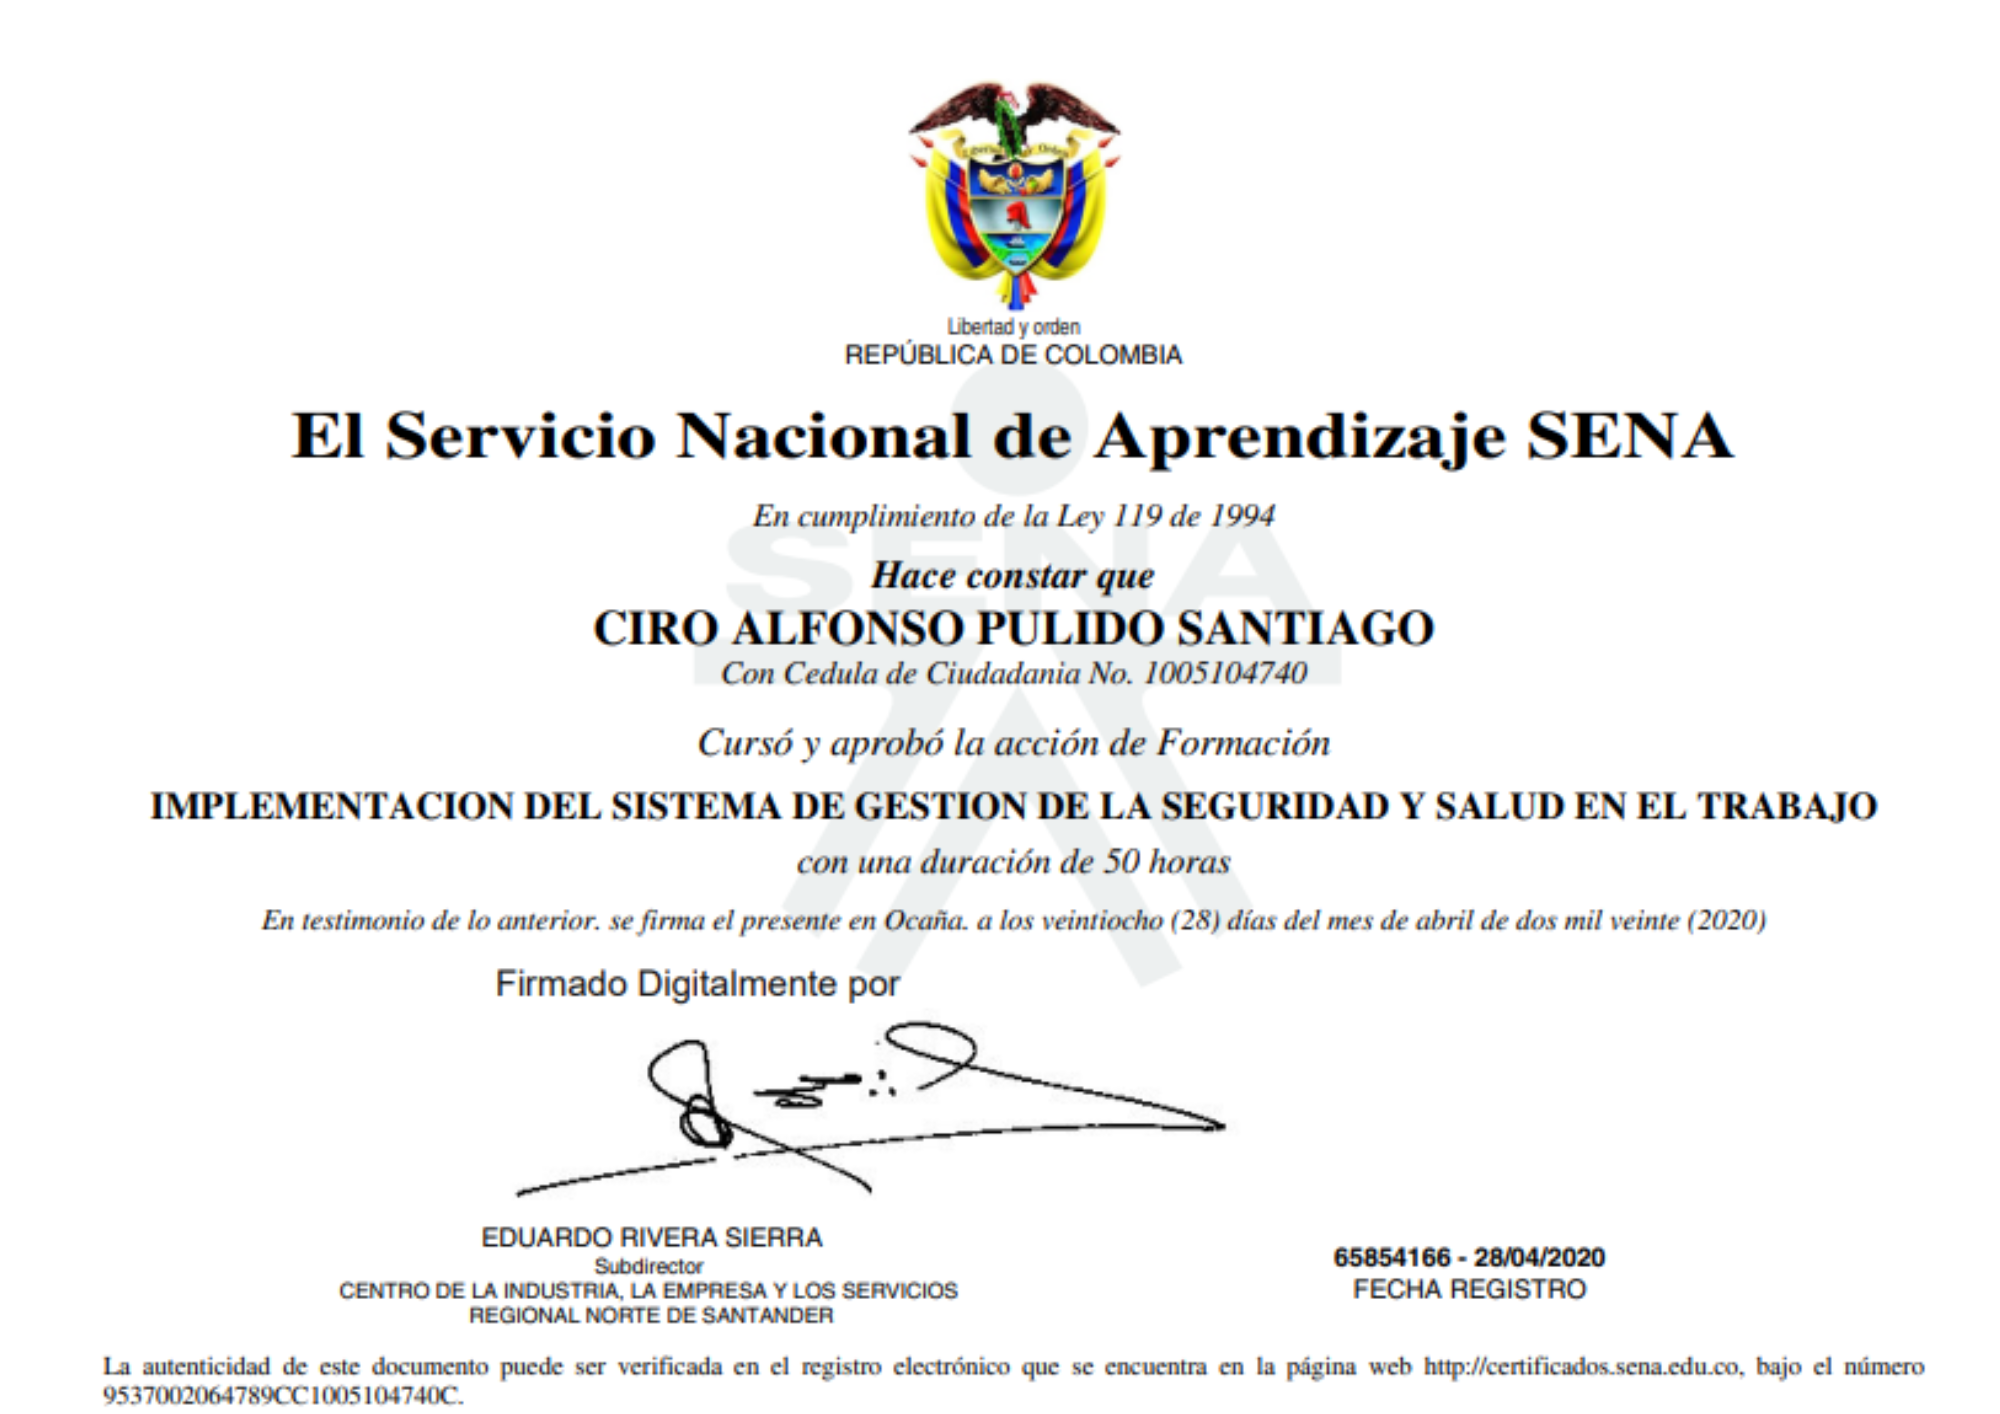 Libertad y Orden
Libertad y orden
REPÚBLICA DE COLOMBIA
El Servicio Nacional de Aprendizaje SENA
En cumplimiento de la Ley 119 de 1994
SENA
Hace constar que
CIRO ALFONSO PULIDO SANTIAGO
Con Cedula de Ciudadania No. 1005104740
Cursó y aprobó la acción de Formación
IMPLEMENTACION DEL SISTEMA DE GESTION DE LA SEGURIDAD Y SALUD EN EL TRABAJO
con una duración de 50 horas
En testimonio de lo anterior. se firma el presente en Ocaña. a los veintiocho (28) días del mes de abril de dos mil veinte (2020)
Firmado Digitalmente por
EDUARDO RIVERA SIERRA
Subdirector
CENTRO DE LA INDUSTRIA, LA EMPRESA Y LOS SERVICIOS
REGIONAL NORTE DE SANTANDER
65854166 - 28/04/2020
FECHA REGISTRO
La autenticidad de este documento puede ser verificada en el registro electrónico que se encuentra en la página web http://certificados.sena.edu.co, bajo el número
9537002064789CC1005104740C.